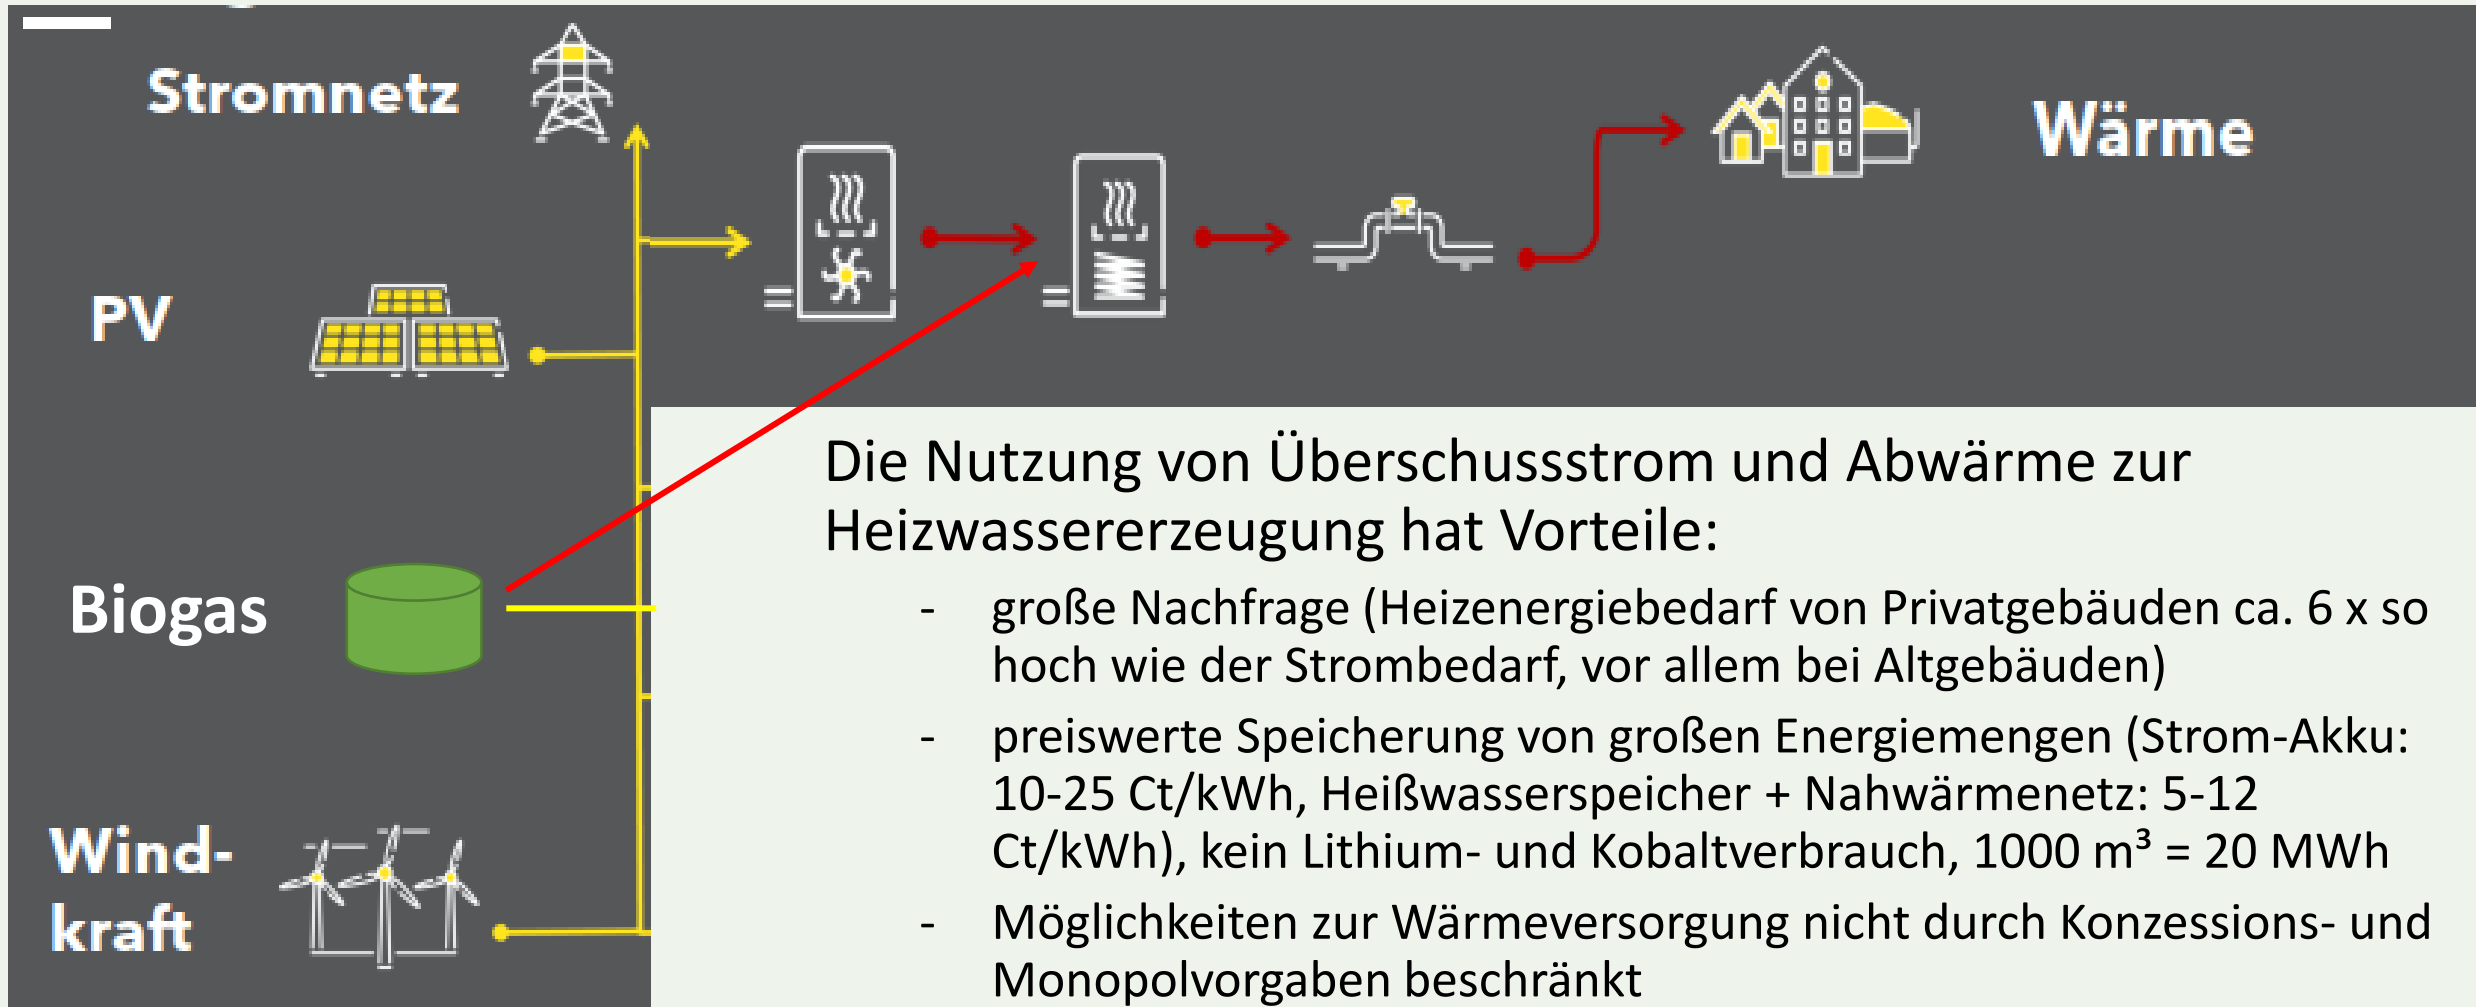 Stromnetz
Wärme
PV
Biogas
Wind-
kraft
Die Nutzung von Überschussstrom und Abwärme zur
Heizwassererzeugung hat Vorteile:
- große Nachfrage (Heizenergiebedarf von Privatgebäuden ca. 6 x so
hoch wie der Strombedarf, vor allem bei Altgebäuden)
- preiswerte Speicherung von großen Energiemengen (Strom-Akku:
10-25 Ct/kWh, Heißwasserspeicher + Nahwärmenetz: 5-12
Ct/kWh), kein Lithium- und Kobaltverbrauch, 1000 m³ = 20 MWh
- Möglichkeiten zur Wärmeversorgung nicht durch Konzessions- und
Monopolvorgaben beschränkt